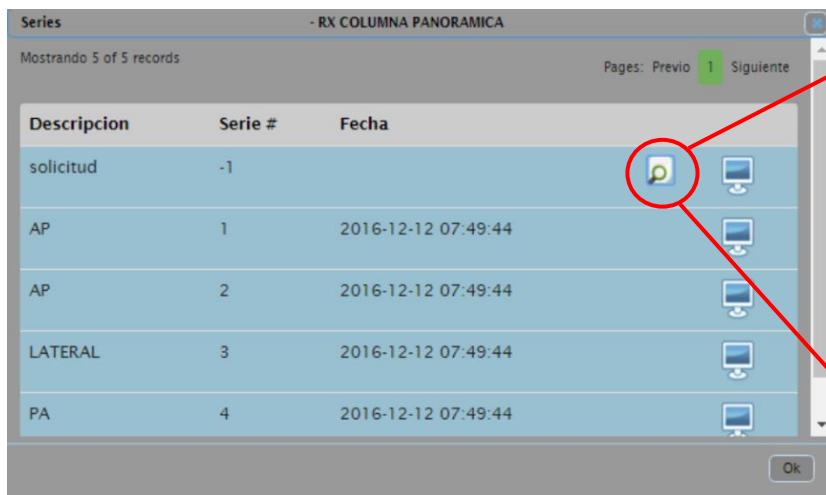 Series - RX COLUMNA PANORAMICA
Mostrando 5 of 5 records
Pages: Previo 1 Siguiente
Descripcion Serie # Fecha
solicitud -1
AP 1 2016-12-12 07:49:44
AP 2 2016-12-12 07:49:44
LATERAL 3 2016-12-12 07:49:44
PA 4 2016-12-12 07:49:44
Ok